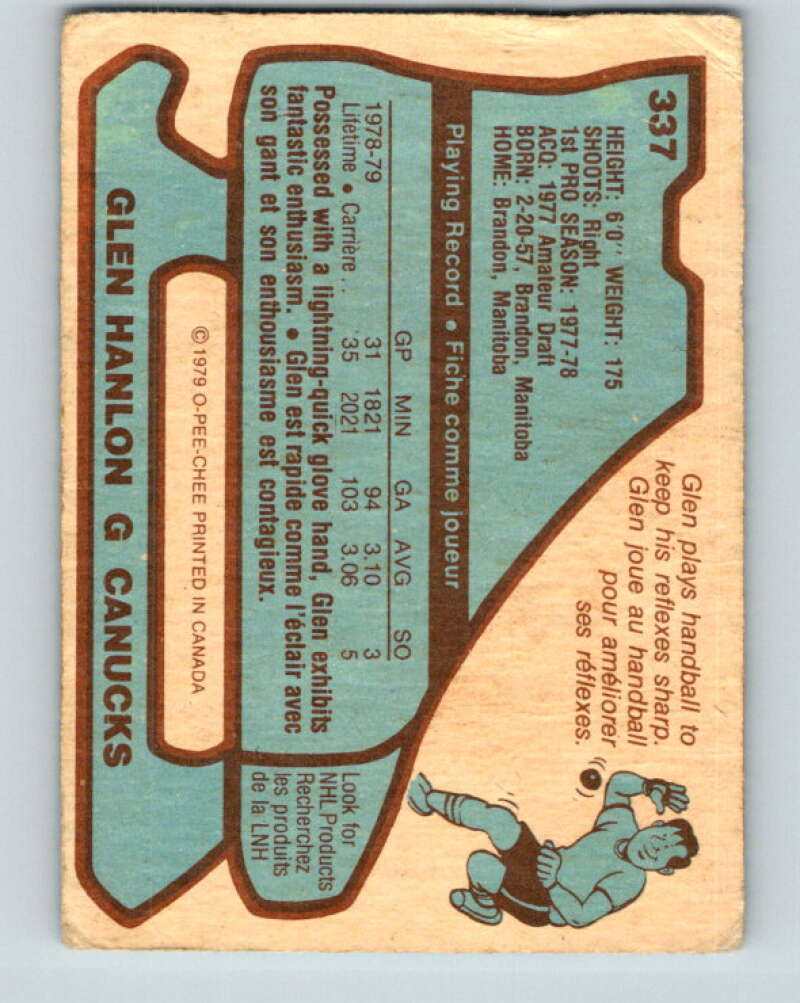 337
HEIGHT: 6'0" WEIGHT: 175
SHOOTS: Right
1st PRO SEASON: 1977-78
ACQ: 1977 Amateur Draft
BORN: 2-20-57, Brandon, Manitoba
HOME: Brandon, Manitoba
Glen plays handball to
keep his reflexes sharp.
Glen joue au handball
pour améliorer
ses réflexes.
Playing Record • Fiche comme joueur
GP MIN GA AVG SO
1978-79 31 1821 94 3.10 3
Lifetime • Carrière .. 35 2021 103 3.06 5
Possessed with a lightning-quick glove hand, Glen exhibits
fantastic enthusiasm. • Glen est rapide comme l'éclair avec
son gant et son enthousiasme est contagieux.
Look for
NHL Products
Recherchez
les produits
de la LNH
© 1979 O-PEE-CHEE PRINTED IN CANADA
GLEN HANLON G CANUCKS